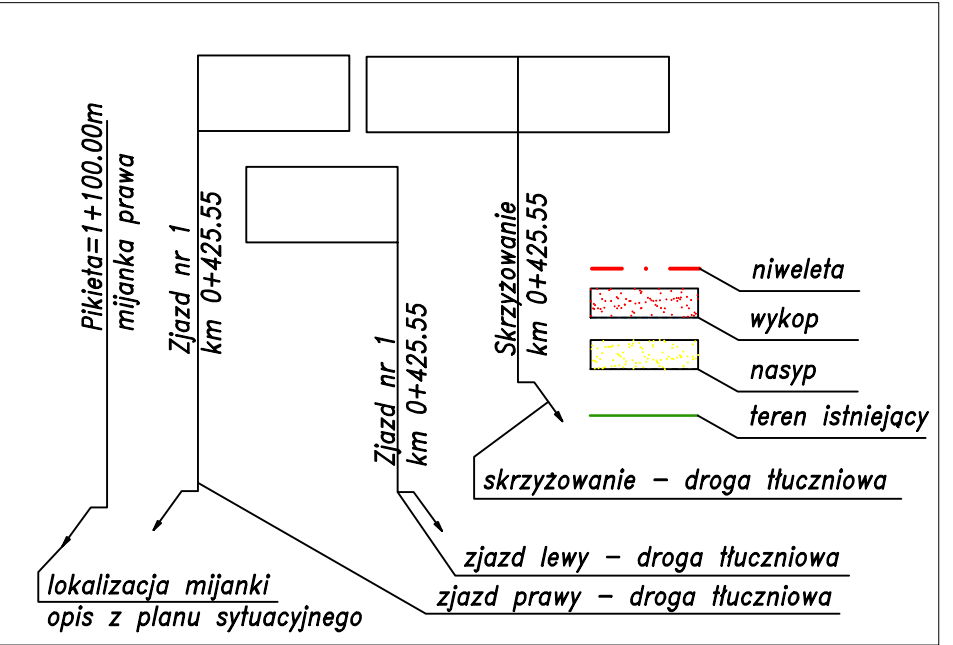 Pikieta=1+100.00m
mijanka prawa
Zjazd nr 1
km 0+425.55
Zjazd nr 1
km 0+425.55
Skrzyżowanie
km 0+425.55
niweleta
wykop
nasyp
teren istniejący
skrzyżowanie – droga tłuczniowa
zjazd lewy – droga tłuczniowa
zjazd prawy – droga tłuczniowa
lokalizacja mijanki
opis z planu sytuacyjnego